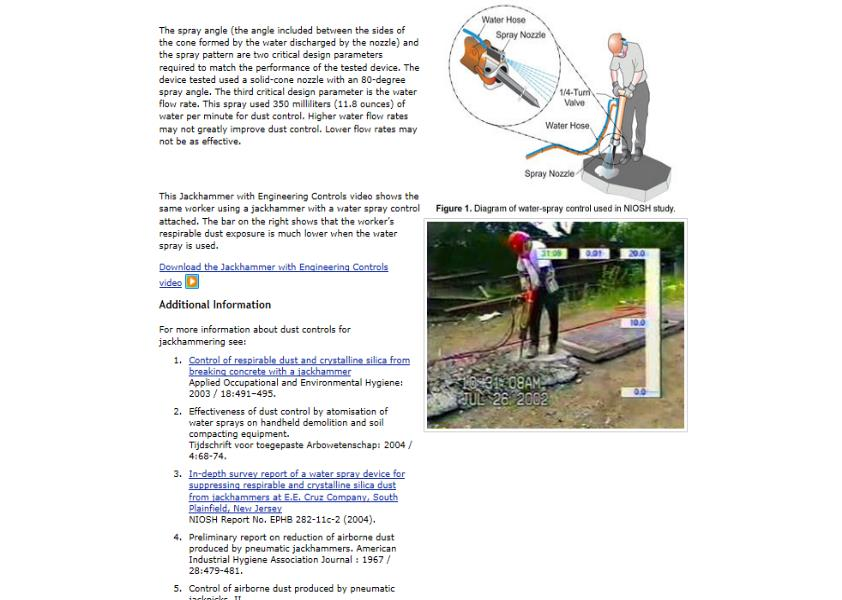 The spray angle (the angle included between the sides of
the cone formed by the water discharged by the nozzle) and
the spray pattern are two critical design parameters
required to match the performance of the tested device. The
device tested used a solid-cone nozzle with an 80-degree
spray angle. The third critical design parameter is the water
flow rate. This spray used 350 milliliters (11.8 ounces) of
water per minute for dust control. Higher water flow rates
may not greatly improve dust control. Lower flow rates may
not be as effective.
Water Hose
Spray Nozzle
1/4-Turn
Valve
Water Hose
Spray Nozzle
Figure 1. Diagram of water-spray control used in NIOSH study.
This Jackhammer with Engineering Controls video shows the
same worker using a jackhammer with a water spray control
attached. The bar on the right shows that the worker's
respirable dust exposure is much lower when the water
spray is used.
Download the Jackhammer with Engineering Controls
video
31:08 0.01 20.0
10.0
0.0
10:31:08AM
JUL 26 2002
Additional Information
For more information about dust controls for
jackhammering see:
1. Control of respirable dust and crystalline silica from
breaking concrete with a jackhammer
Applied Occupational and Environmental Hygiene:
2003 / 18:491–495.
2. Effectiveness of dust control by atomisation of
water sprays on handheld demolition and soil
compacting equipment.
Tijdschrift voor toegepaste Arbowetenschap: 2004 /
4:68-74.
3. In-depth survey report of a water spray device for
suppressing respirable and crystalline silica dust
from jackhammers at E.E. Cruz Company, South
Plainfield, New Jersey
NIOSH Report No. EPHB 282-11c-2 (2004).
4. Preliminary report on reduction of airborne dust
produced by pneumatic jackhammers. American
Industrial Hygiene Association Journal : 1967 /
28:479-481.
5. Control of airborne dust produced by pneumatic
jackpicks. II